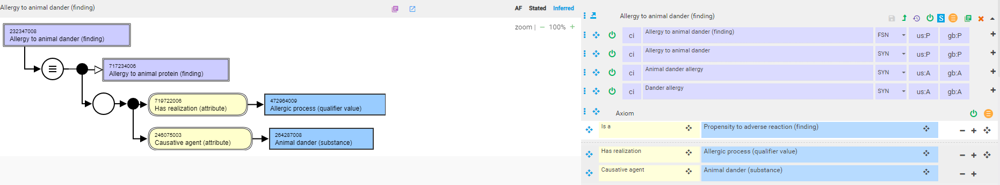 Allergy to animal dander (finding)
AF Stated Inferred
zoom | − 100% +
232347008
Allergy to animal dander (finding)
717234006
Allergy to animal protein (finding)
719722006
Has realization (attribute)
472964009
Allergic process (qualifier value)
246075003
Causative agent (attribute)
264287008
Animal dander (substance)
Allergy to animal dander (finding)
S
ci Allergy to animal dander (finding) FSN us:P gb:P
ci Allergy to animal dander SYN us:P gb:P
ci Animal dander allergy SYN us:A gb:A
ci Dander allergy SYN us:A gb:A
Axiom
Is a Propensity to adverse reaction (finding)
Has realization Allergic process (qualifier value)
Causative agent Animal dander (substance)